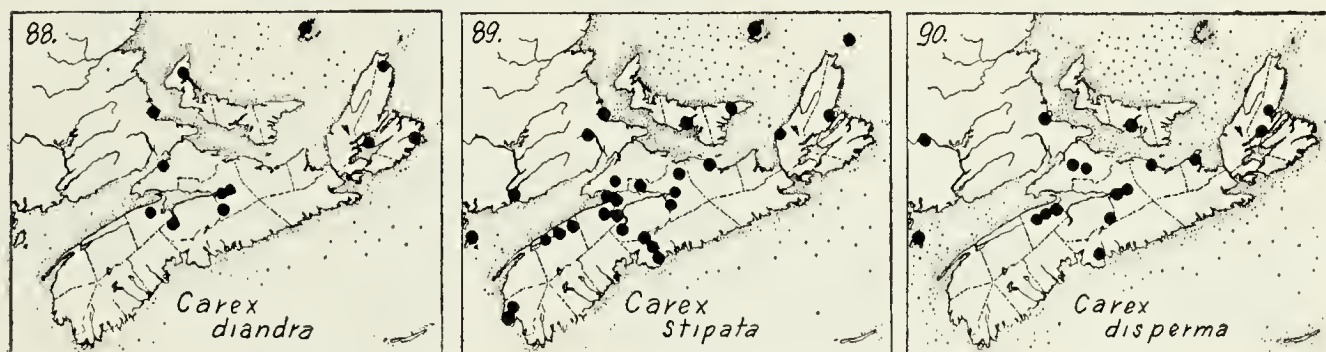 88.
Carex
diandra
89.
Carex
Stipata
90.
Carex
disperma